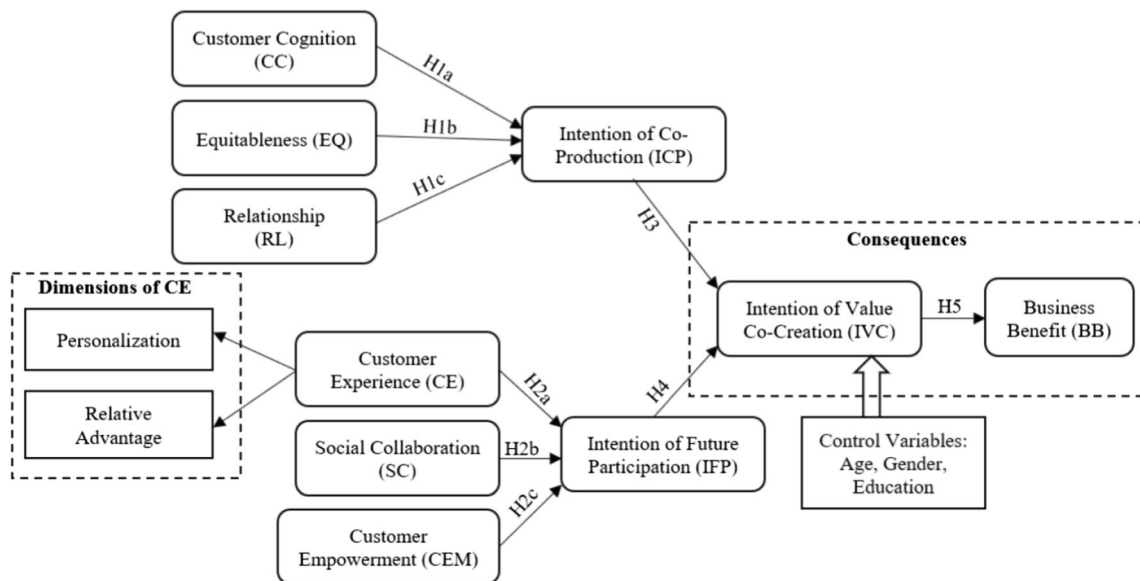 Customer Cognition
(CC)
H1a
Equitableness (EQ)
H1b
Intention of Co-
Production (ICP)
Relationship
(RL)
H1c
H3
Consequences
Dimensions of CE
Personalization
Relative
Advantage
Customer
Experience (CE)
H2a
Social Collaboration
(SC)
H2b
Customer
Empowerment (CEM)
H2c
Intention of Future
Participation (IFP)
H4
Intention of Value
Co-Creation (IVC)
H5
Business
Benefit (BB)
Control Variables:
Age, Gender,
Education